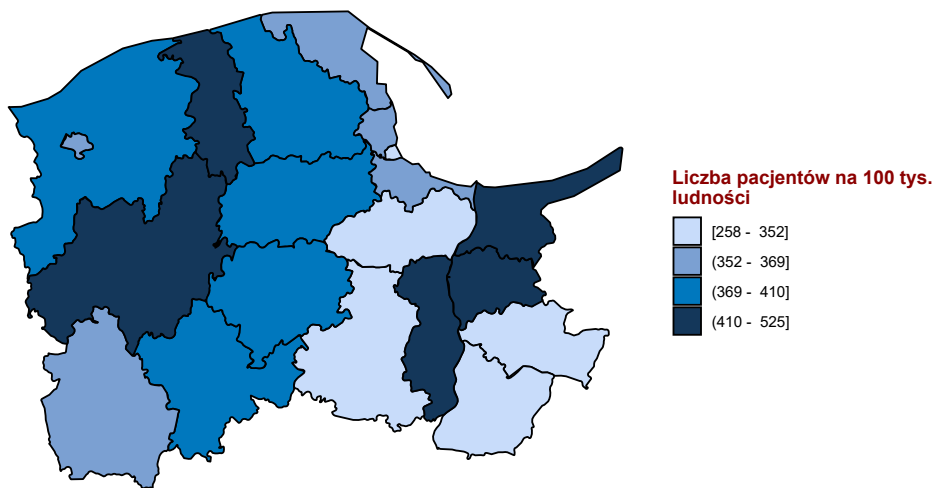 Liczba pacjentów na 100 tys.
ludności
[258 - 352]
(352 - 369]
(369 - 410]
(410 - 525]